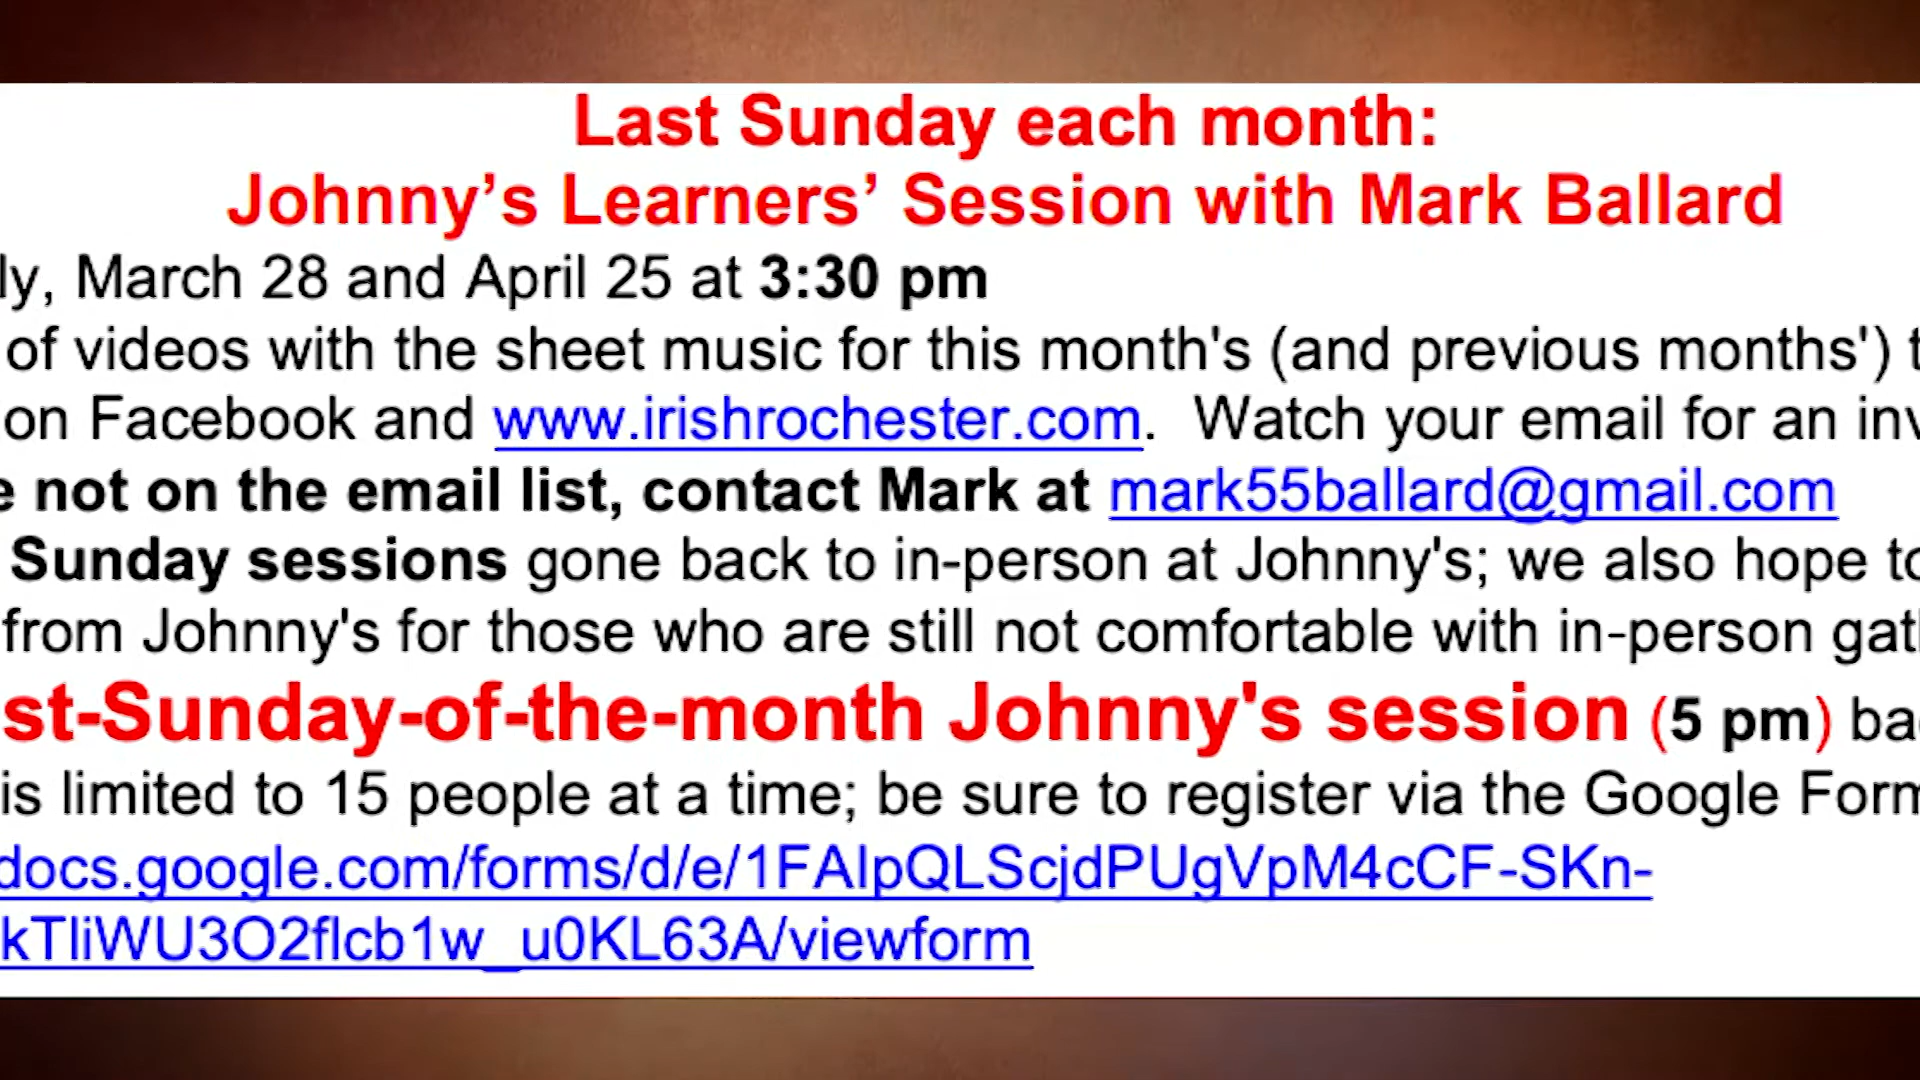 Last Sunday each month:
Johnny’s Learners’ Session with Mark Ballard
ly, March 28 and April 25 at 3:30 pm
of videos with the sheet music for this month's (and previous months')
on Facebook and www.irishrochester.com. Watch your email for an
not on the email list, contact Mark at mark55ballard@gmail.com
Sunday sessions gone back to in-person at Johnny's; we also hope to
from Johnny's for those who are still not comfortable with in-person
st-Sunday-of-the-month Johnny's session (5 pm)
is limited to 15 people at a time; be sure to register via the Google Form
docs.google.com/forms/d/e/1FAIpQLScjdPUgVpM4cCF-SKn-
kTliWU3O2flcb1w_u0KL63A/viewform